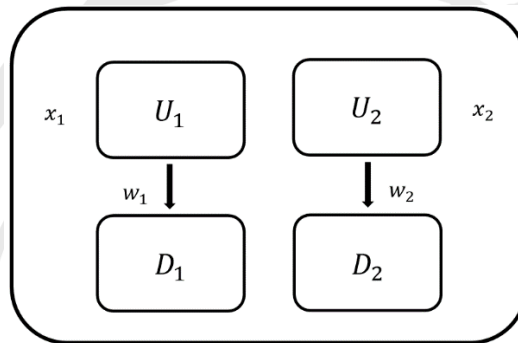 x₁ U₁ U₂ x₂
w₁ w₂
D₁ D₂